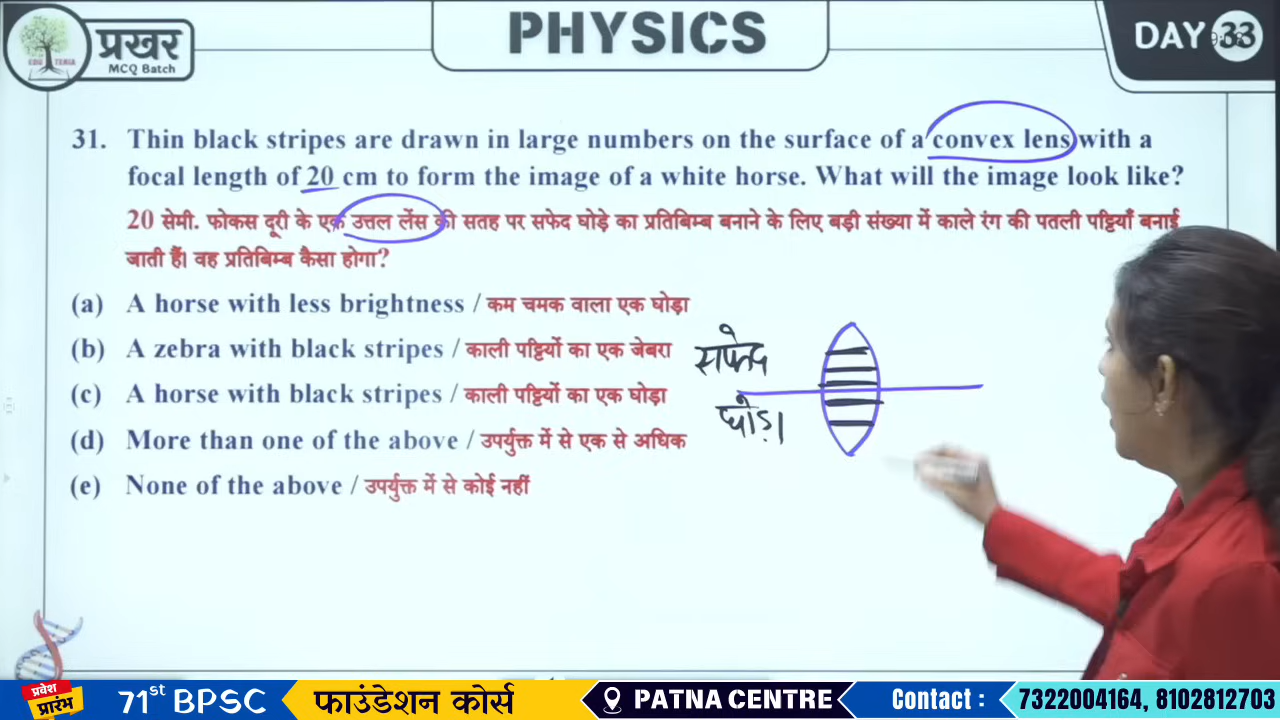 प्रखर
MCQ Batch
EDU TERIA
PHYSICS
DAY 33
31. Thin black stripes are drawn in large numbers on the surface of a convex lens with a
focal length of 20 cm to form the image of a white horse. What will the image look like?
20 सेमी. फोकस दूरी के एक उत्तल लेंस की सतह पर सफेद घोड़े का प्रतिबिम्ब बनाने के लिए बड़ी संख्या में काले रंग की पतली पट्टियाँ बनाई
जाती हैं। वह प्रतिबिम्ब कैसा होगा?
(a) A horse with less brightness / कम चमक वाला एक घोड़ा
(b) A zebra with black stripes / काली पट्टियों का एक जेबरा
(c) A horse with black stripes / काली पट्टियों का एक घोड़ा
(d) More than one of the above / उपर्युक्त में से एक से अधिक
(e) None of the above / उपर्युक्त में से कोई नहीं
सफेद
घोड़ा
प्रवेश
प्रारंभ
71st BPSC
फाउंडेशन कोर्स
PATNA CENTRE
Contact :
7322004164, 8102812703